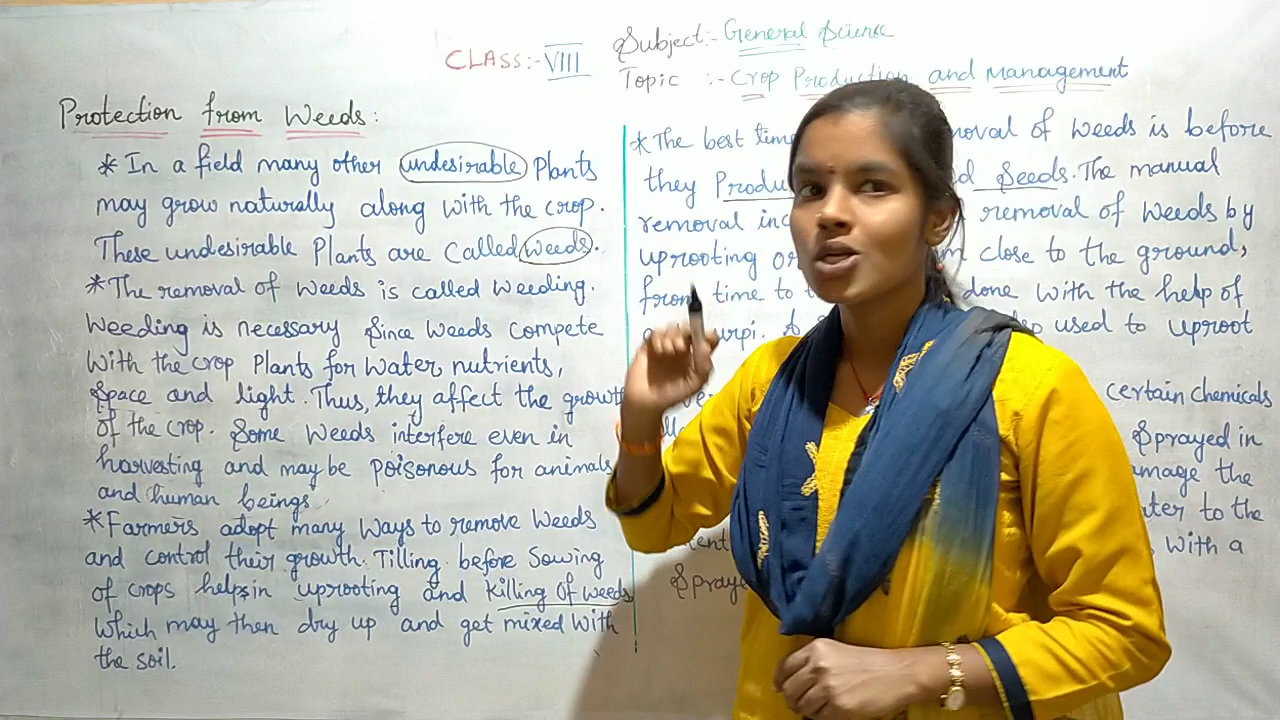 CLASS:- VIII
Subject:- General Science
Topic :- Crop Production and Management
Protection from Weeds:
* In a field many other undesirable Plants
may grow naturally along with the crop.
These undesirable Plants are called weeds.
* The removal of weeds is called weeding.
Weeding is necessary Since weeds compete
with the crop Plants for water nutrients,
Space and light. Thus, they affect the growth
of the crop. Some weeds interfere even in
harvesting and may be poisonous for animals
and human beings.
* Farmers adopt many ways to remove weeds
and control their growth. Tilling before Sowing
of crops helps in uprooting and killing of weeds,
which may then dry up and get mixed with
the soil.
* The best time moval of weeds is before
they Produ d Seeds. The manual
removal inc removal of weeds by
uprooting or m close to the ground,
from time to done with the help of
urpi. used to uproot
certain chemicals
Sprayed in
mage the
ater to the
with a
Spraye